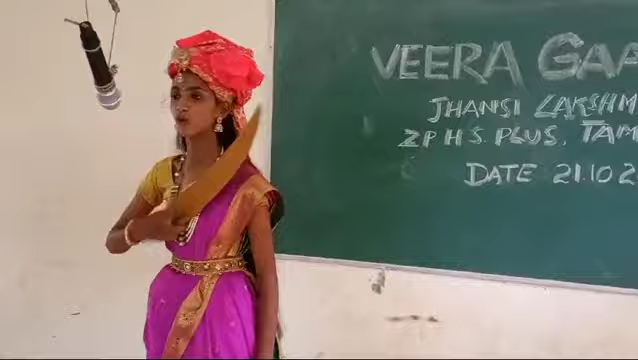 VEERA GAA
JHANSI LAKSHM
ZPHS PLUS, TAM
DATE 21.10.2